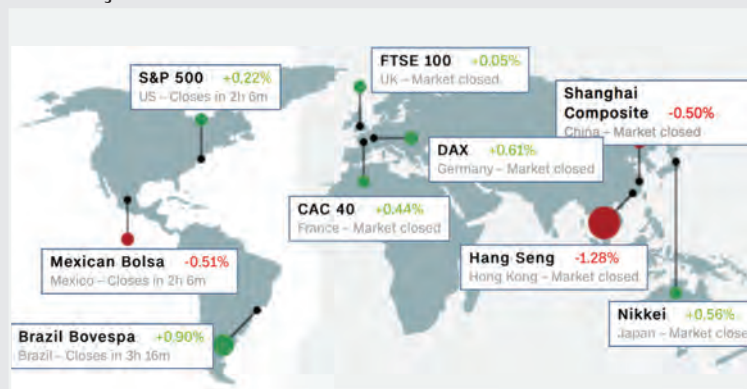 S&P 500 +0.22%
US – Closes in 2h 6m
FTSE 100 +0.05%
UK – Market closed
Shanghai
Composite -0.50%
China – Market closed
DAX +0.61%
Germany – Market closed
CAC 40 +0.44%
France – Market closed
Mexican Bolsa -0.51%
Mexico – Closes in 2h 6m
Hang Seng -1.28%
Hong Kong – Market closed
Brazil Bovespa +0.90%
Brazil – Closes in 3h 16m
Nikkei +0.56%
Japan – Market close